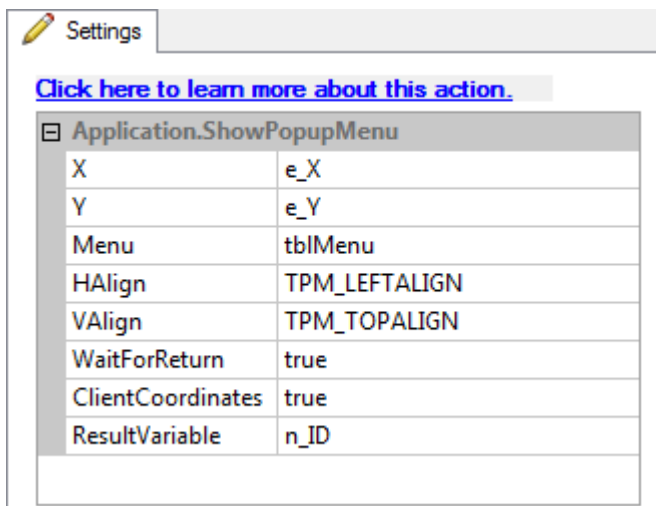 Settings
Click here to learn more about this action.
Application.ShowPopupMenu
X e_X
Y e_Y
Menu tblMenu
HAlign TPM_LEFTALIGN
VAlign TPM_TOPALIGN
WaitForReturn true
ClientCoordinates true
ResultVariable n_ID